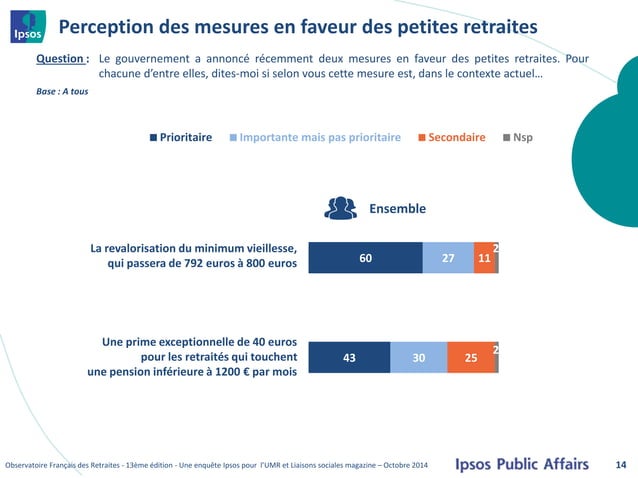 Ipsos
Perception des mesures en faveur des petites retraites
Question : Le gouvernement a annoncé récemment deux mesures en faveur des petites retraites. Pour
chacune d’entre elles, dites-moi si selon vous cette mesure est, dans le contexte actuel…
Base : A tous
Prioritaire Importante mais pas prioritaire Secondaire Nsp
Ensemble
La revalorisation du minimum vieillesse,
qui passera de 792 euros à 800 euros
60 27 11 2
Une prime exceptionnelle de 40 euros
pour les retraités qui touchent
une pension inférieure à 1200 € par mois
43 30 25 2
Observatoire Français des Retraites - 13ème édition - Une enquête Ipsos pour l’UMR et Liaisons sociales magazine – Octobre 2014
Ipsos Public Affairs
14